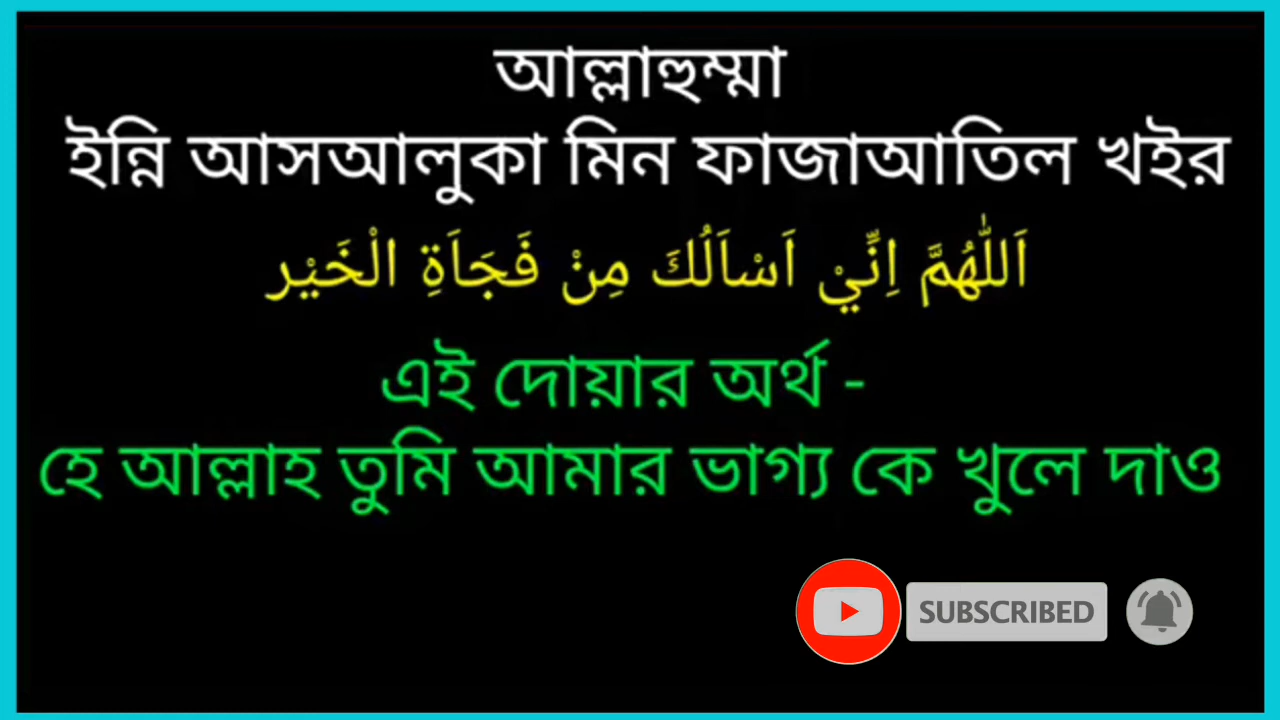 আল্লাহুম্মা
ইন্নি আসআলুকা মিন ফাজাআতিল খইর
اَللّٰهُمَّ اِنِّيْ اَسْاَلُكَ مِنْ فَجَاَةِ الْخَيْر
এই দোয়ার অর্থ -
হে আল্লাহ তুমি আমার ভাগ্য কে খুলে দাও
SUBSCRIBED